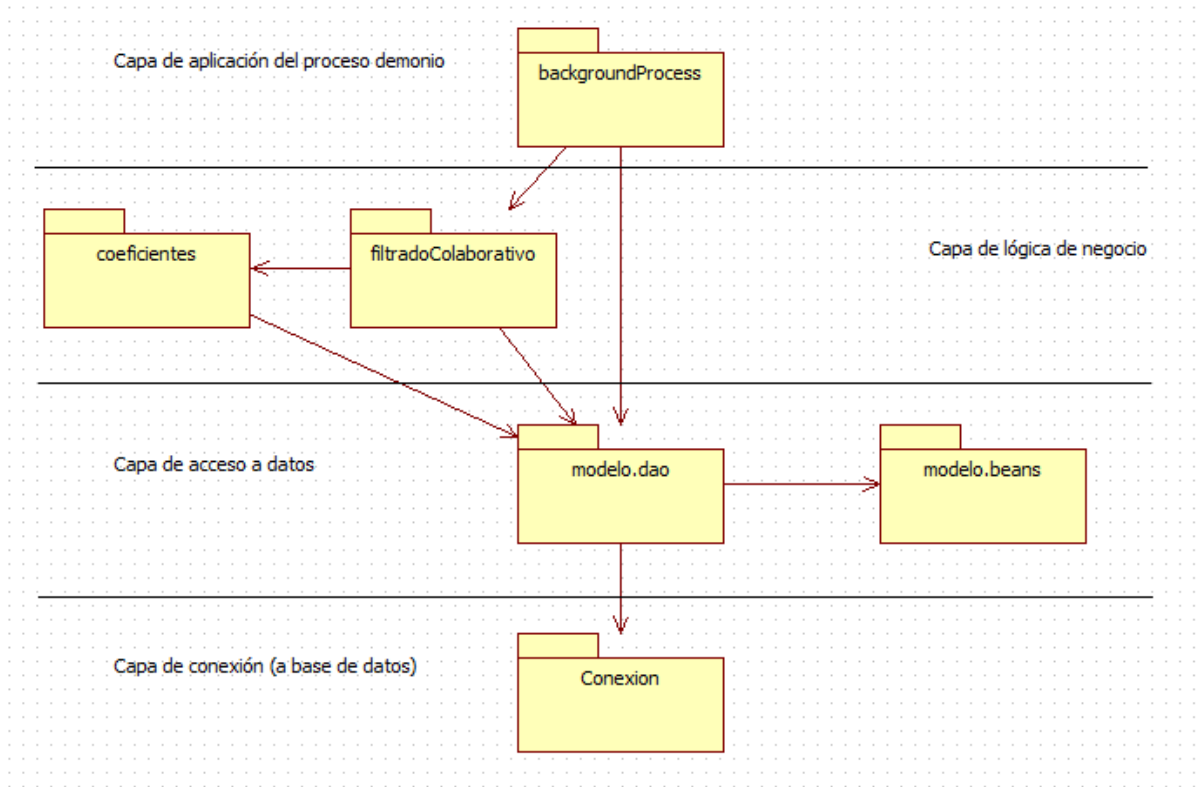 Capa de aplicación del proceso demonio
backgroundProcess
coeficientes
filtradoColaborativo
Capa de lógica de negocio
Capa de acceso a datos
modelo.dao
modelo.beans
Capa de conexión (a base de datos)
Conexion